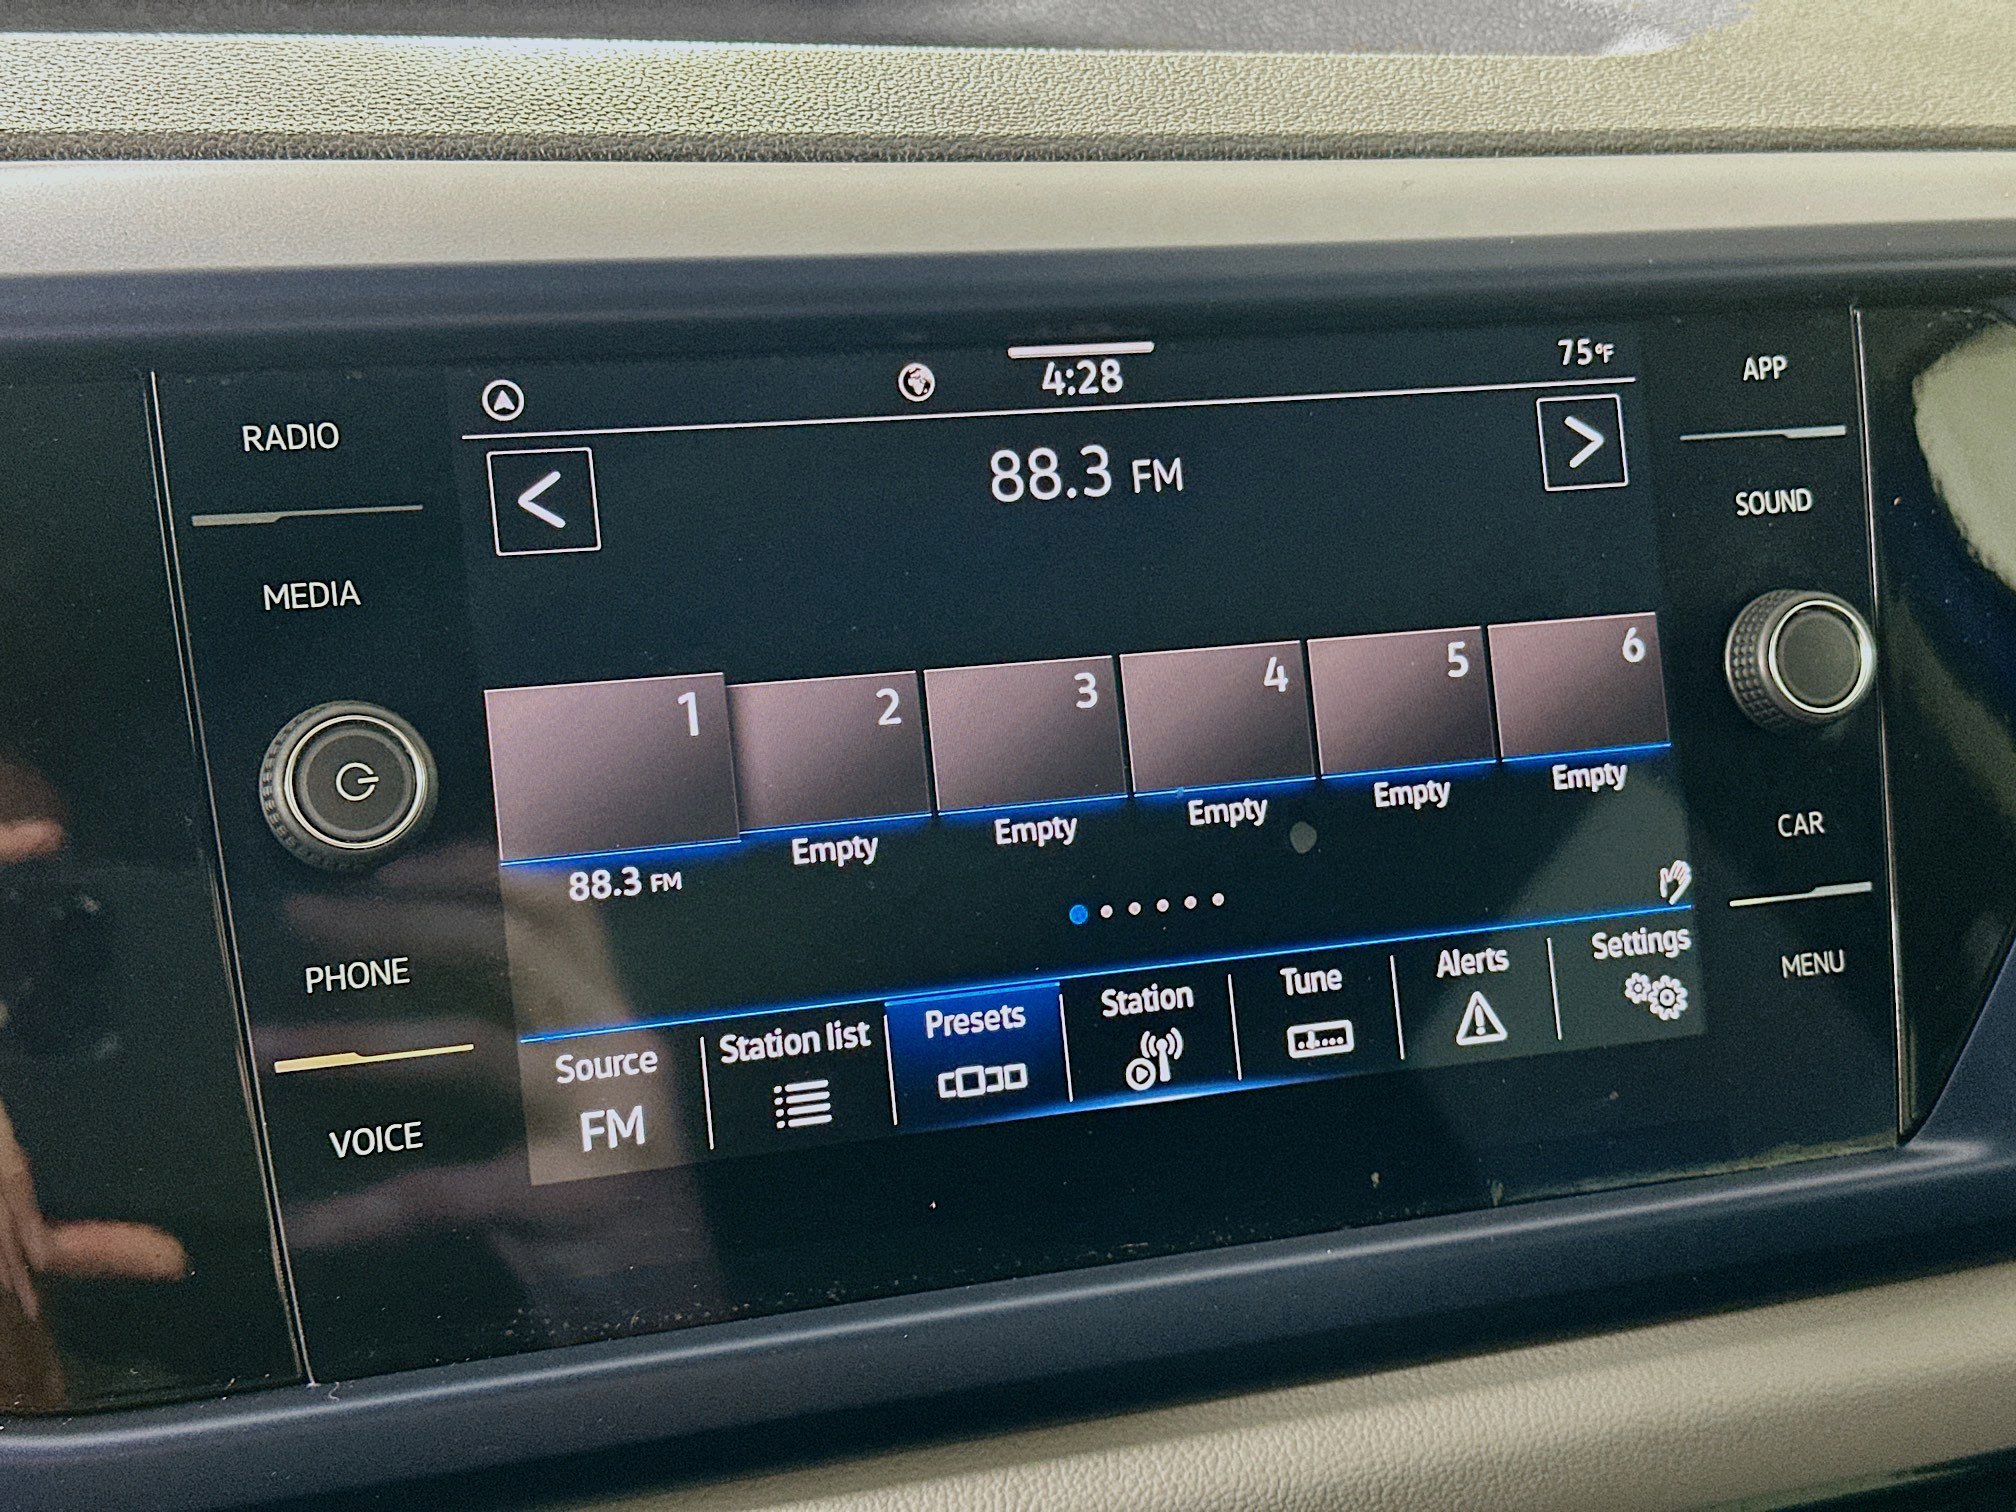 4:28
75°F
RADIO
APP
88.3 FM
SOUND
MEDIA
1
2
3
4
5
6
88.3 FM
Empty
Empty
Empty
Empty
Empty
CAR
PHONE
MENU
Source
FM
Station list
Presets
Station
Tune
Alerts
Settings
VOICE